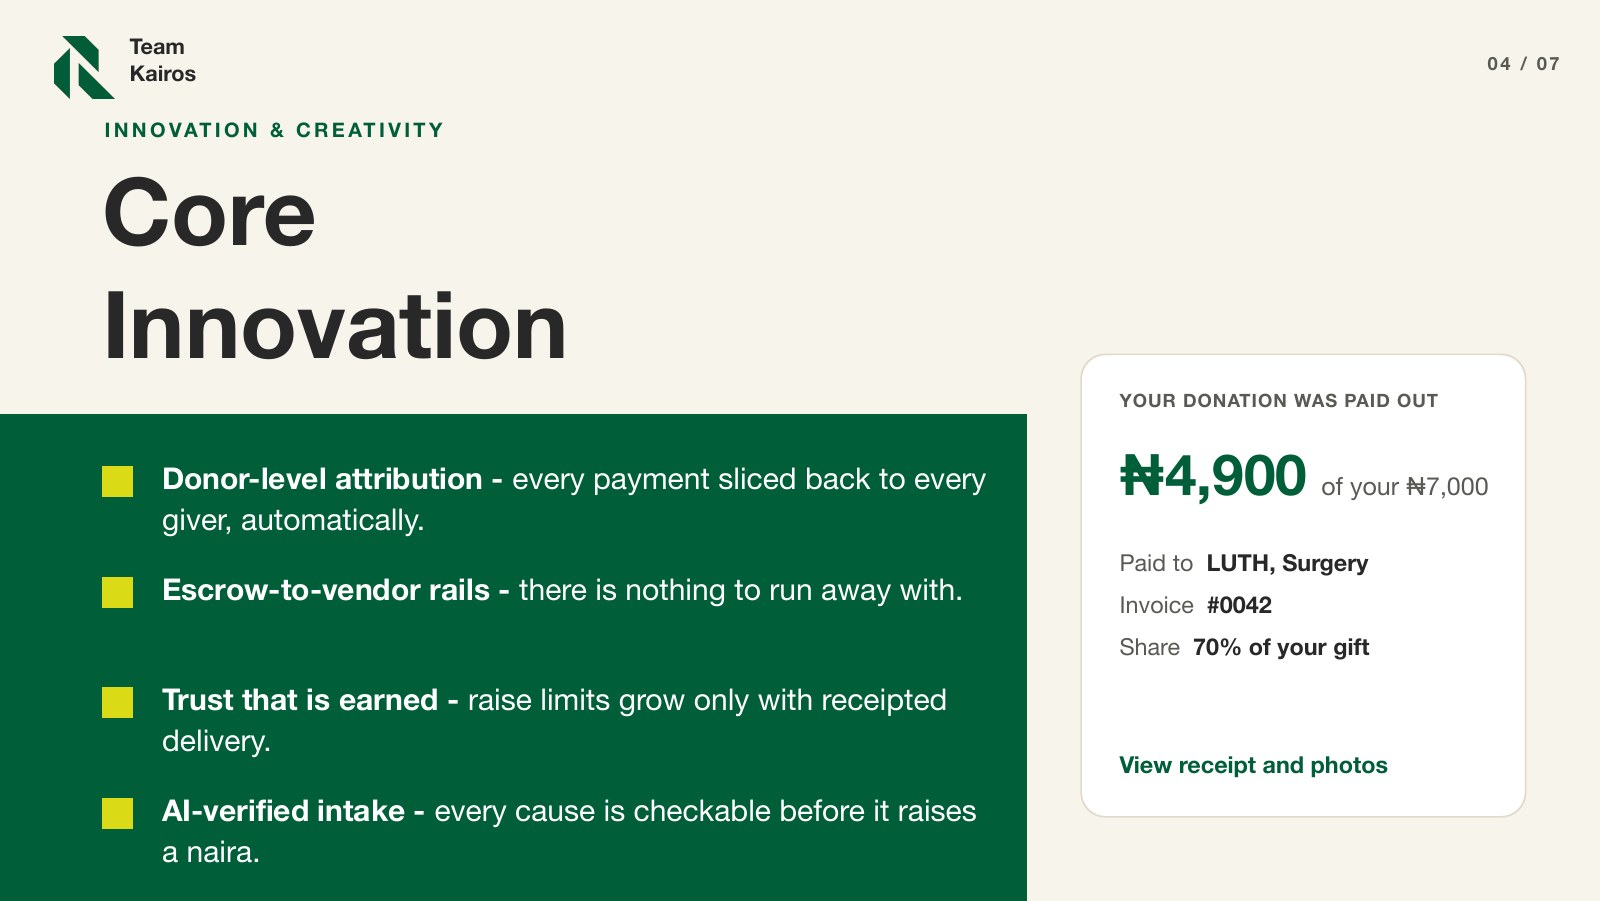 Team
Kairos
04 / 07
INNOVATION & CREATIVITY
Core
Innovation
Donor-level attribution - every payment sliced back to every
giver, automatically.
Escrow-to-vendor rails - there is nothing to run away with.
Trust that is earned - raise limits grow only with receipted
delivery.
AI-verified intake - every cause is checkable before it raises
a naira.
YOUR DONATION WAS PAID OUT
₦4,900 of your ₦7,000
Paid to LUTH, Surgery
Invoice #0042
Share 70% of your gift
View receipt and photos